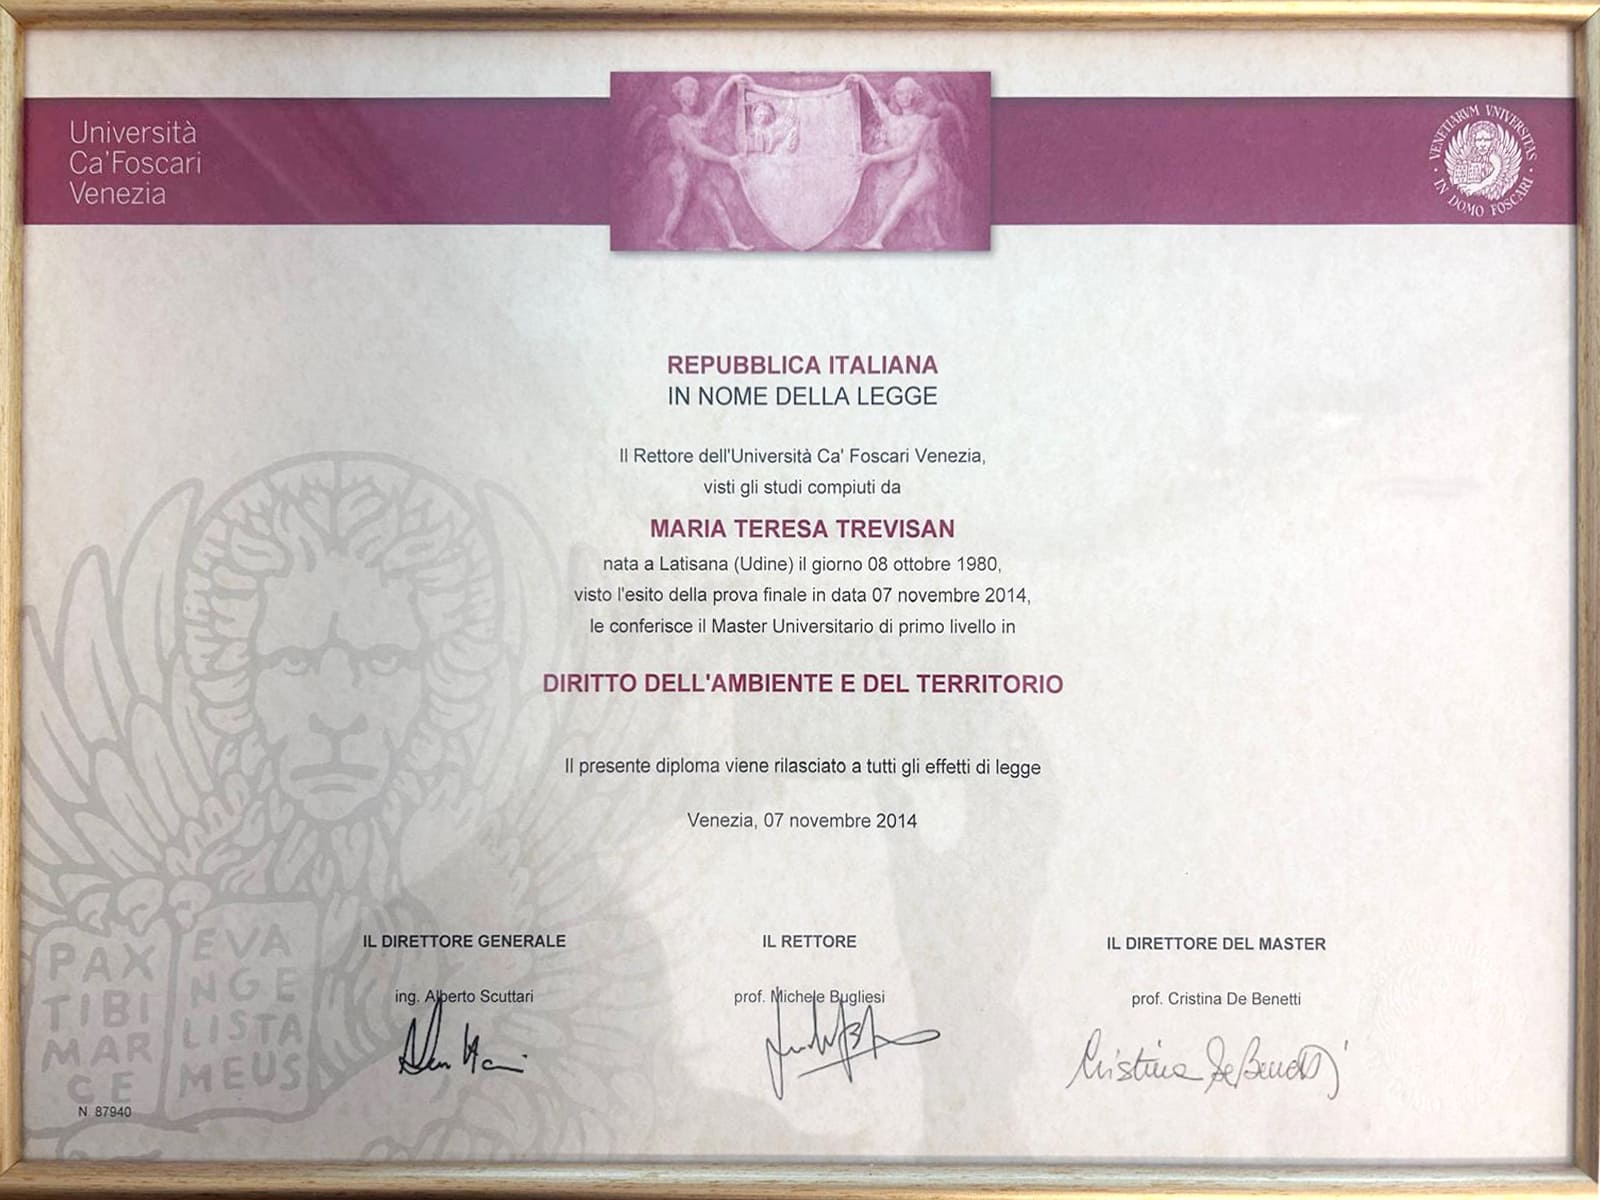 Università
Ca'Foscari
Venezia
VENETIARVM VNIVERSITAS
IN DOMO FOSCARI
REPUBBLICA ITALIANA
IN NOME DELLA LEGGE
Il Rettore dell'Università Ca' Foscari Venezia,
visti gli studi compiuti da
MARIA TERESA TREVISAN
nata a Latisana (Udine) il giorno 08 ottobre 1980,
visto l'esito della prova finale in data 07 novembre 2014,
le conferisce il Master Universitario di primo livello in
DIRITTO DELL'AMBIENTE E DEL TERRITORIO
Il presente diploma viene rilasciato a tutti gli effetti di legge
Venezia, 07 novembre 2014
IL DIRETTORE GENERALE
ing. Alberto Scuttari
IL RETTORE
prof. Michele Bugliesi
IL DIRETTORE DEL MASTER
prof. Cristina De Benetti
Cristina De Benetti
PAX
TIBI
MAR
CE
EVA
NGE
LISTA
MEUS
N. 87940